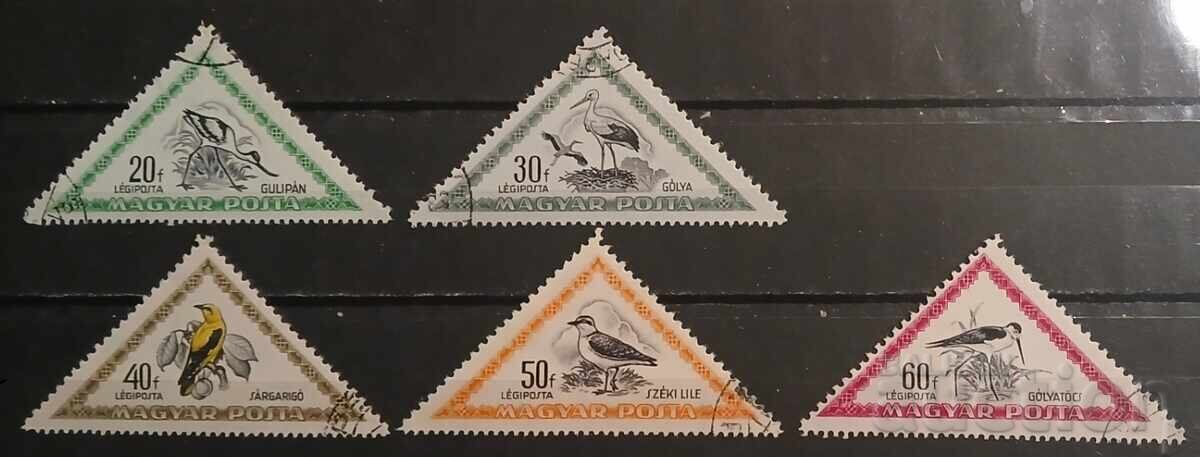 20f
LÉGIPOSTA
GULIPÁN
MAGYAR POSTA
30f
LÉGIPOSTA
GÓLYA
MAGYAR POSTA
40f
LÉGIPOSTA
SÁRGARIGÓ
MAGYAR POSTA
50f
LÉGIPOSTA
SZÉKI LILE
MAGYAR POSTA
60f
LÉGIPOSTA
GÓLYATÖCS
MAGYAR POSTA